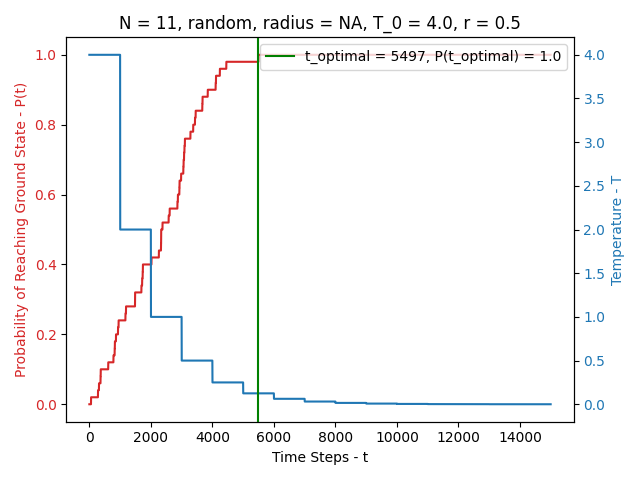 N = 11, random, radius = NA, T_0 = 4.0, r = 0.5
t_optimal = 5497, P(t_optimal) = 1.0
Probability of Reaching Ground State - P(t)
1.0
0.8
0.6
0.4
0.2
0.0
4.0
3.5
3.0
2.5
2.0
1.5
1.0
0.5
0.0
Temperature - T
0 2000 4000 6000 8000 10000 12000 14000
Time Steps - t